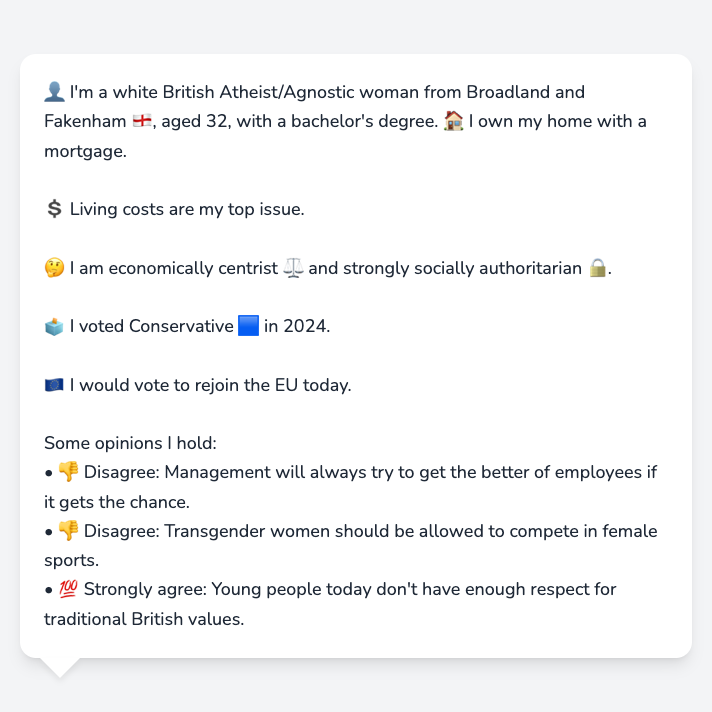 👤 I'm a white British Atheist/Agnostic woman from Broadland and
Fakenham 🏴󠁧󠁢󠁥󠁮󠁧󠁿, aged 32, with a bachelor's degree. 🏠 I own my home with a
mortgage.
💲 Living costs are my top issue.
🤔 I am economically centrist ⚖️ and strongly socially authoritarian 🔒.
🗳️ I voted Conservative 🟦 in 2024.
🇪🇺 I would vote to rejoin the EU today.
Some opinions I hold:
• 👎 Disagree: Management will always try to get the better of employees if
it gets the chance.
• 👎 Disagree: Transgender women should be allowed to compete in female
sports.
• 💯 Strongly agree: Young people today don't have enough respect for
traditional British values.